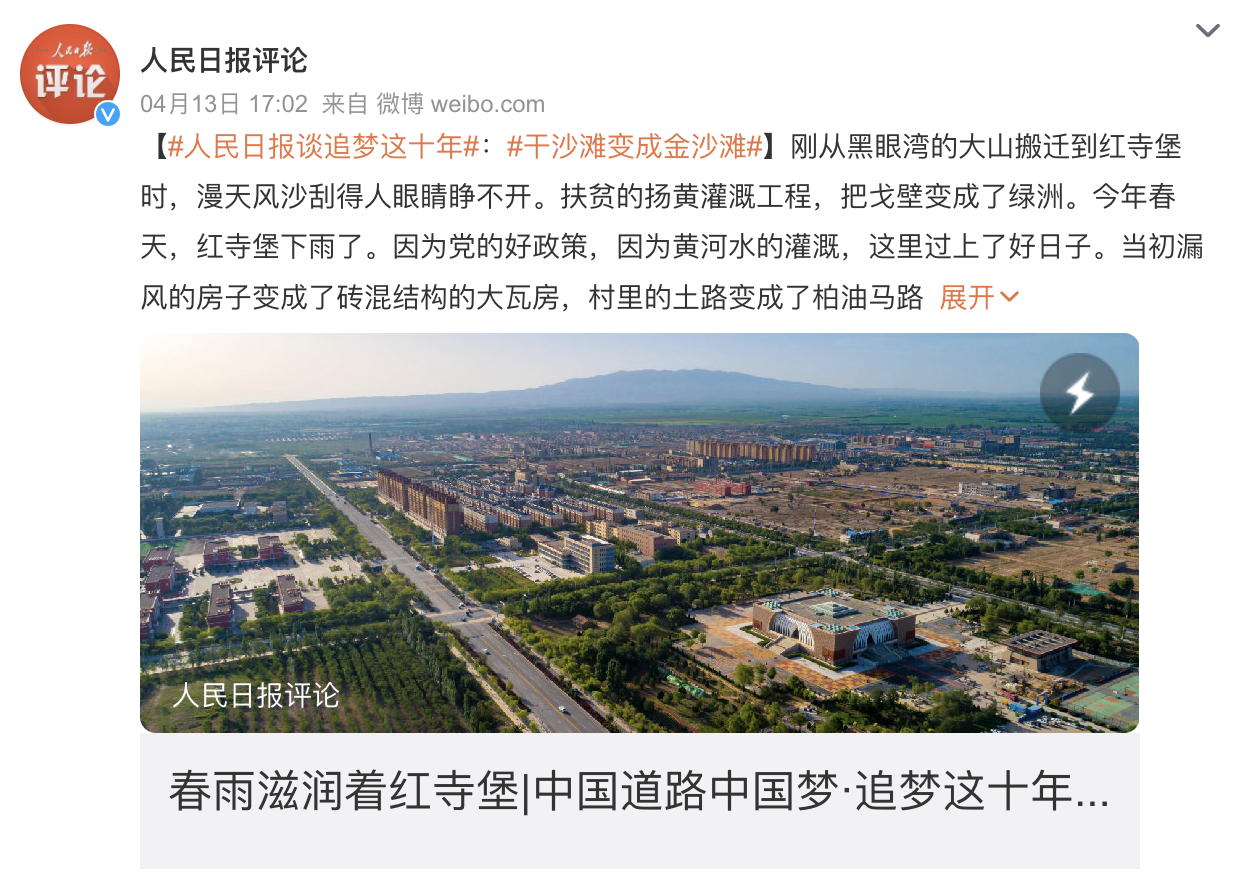 人民日报
评论
人民日报评论
04月13日 17:02 来自 微博 weibo.com
【#人民日报谈追梦这十年#：#干沙滩变成金沙滩#】刚从黑眼湾的大山搬迁到红寺堡
时，漫天风沙刮得人眼睛睁不开。扶贫的扬黄灌溉工程，把戈壁变成了绿洲。今年春
天，红寺堡下雨了。因为党的好政策，因为黄河水的灌溉，这里过上了好日子。当初漏
风的房子变成了砖混结构的大瓦房，村里的土路变成了柏油马路 展开
人民日报评论
春雨滋润着红寺堡|中国道路中国梦·追梦这十年...